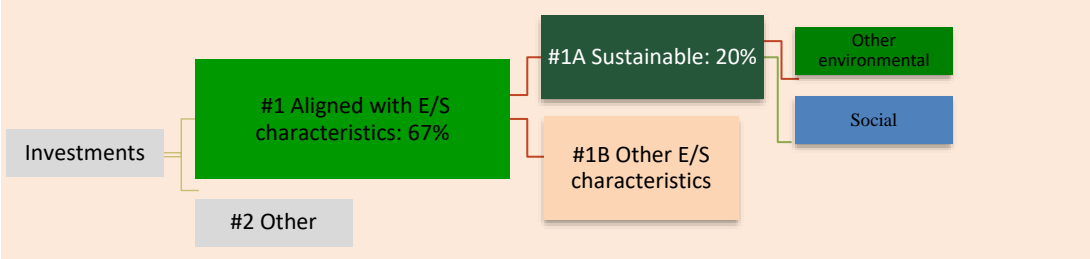 Investments
#1 Aligned with E/S
characteristics: 67%
#2 Other
#1A Sustainable: 20%
#1B Other E/S
characteristics
Other
environmental
Social